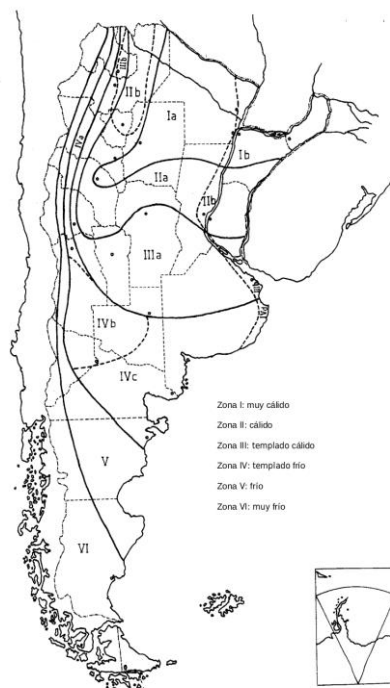 IIIb
IIb
Ia
IVa
Ib
IIa
IIb
IIIa
IVb
IVc
V
VI
Zona I: muy cálido
Zona II: cálido
Zona III: templado cálido
Zona IV: templado frío
Zona V: frío
Zona VI: muy frío